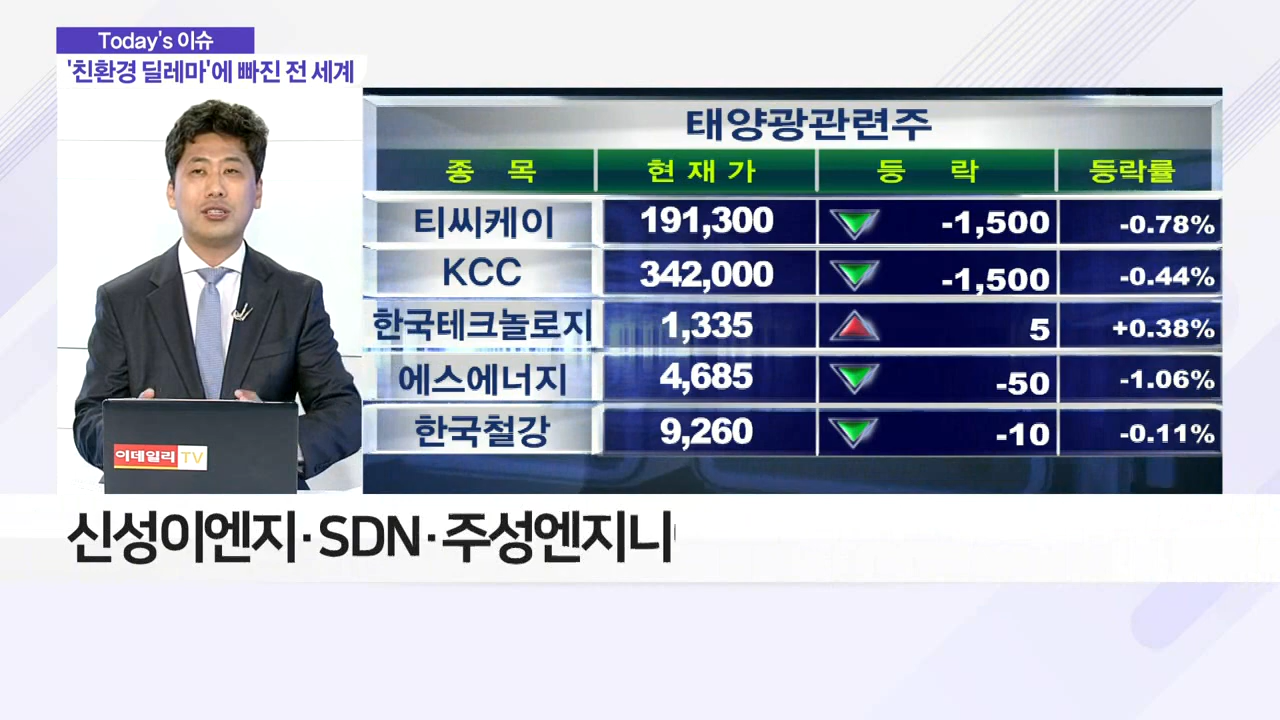 Today's 이슈
'친환경 딜레마'에 빠진 전 세계
태양광관련주
종 목 현 재 가 등 락 등락률
티씨케이 191,300 -1,500 -0.78%
KCC 342,000 -1,500 -0.44%
한국테크놀로지 1,335 5 +0.38%
에스에너지 4,685 -50 -1.06%
한국철강 9,260 -10 -0.11%
이데일리 TV
신성이엔지·SDN·주성엔지니